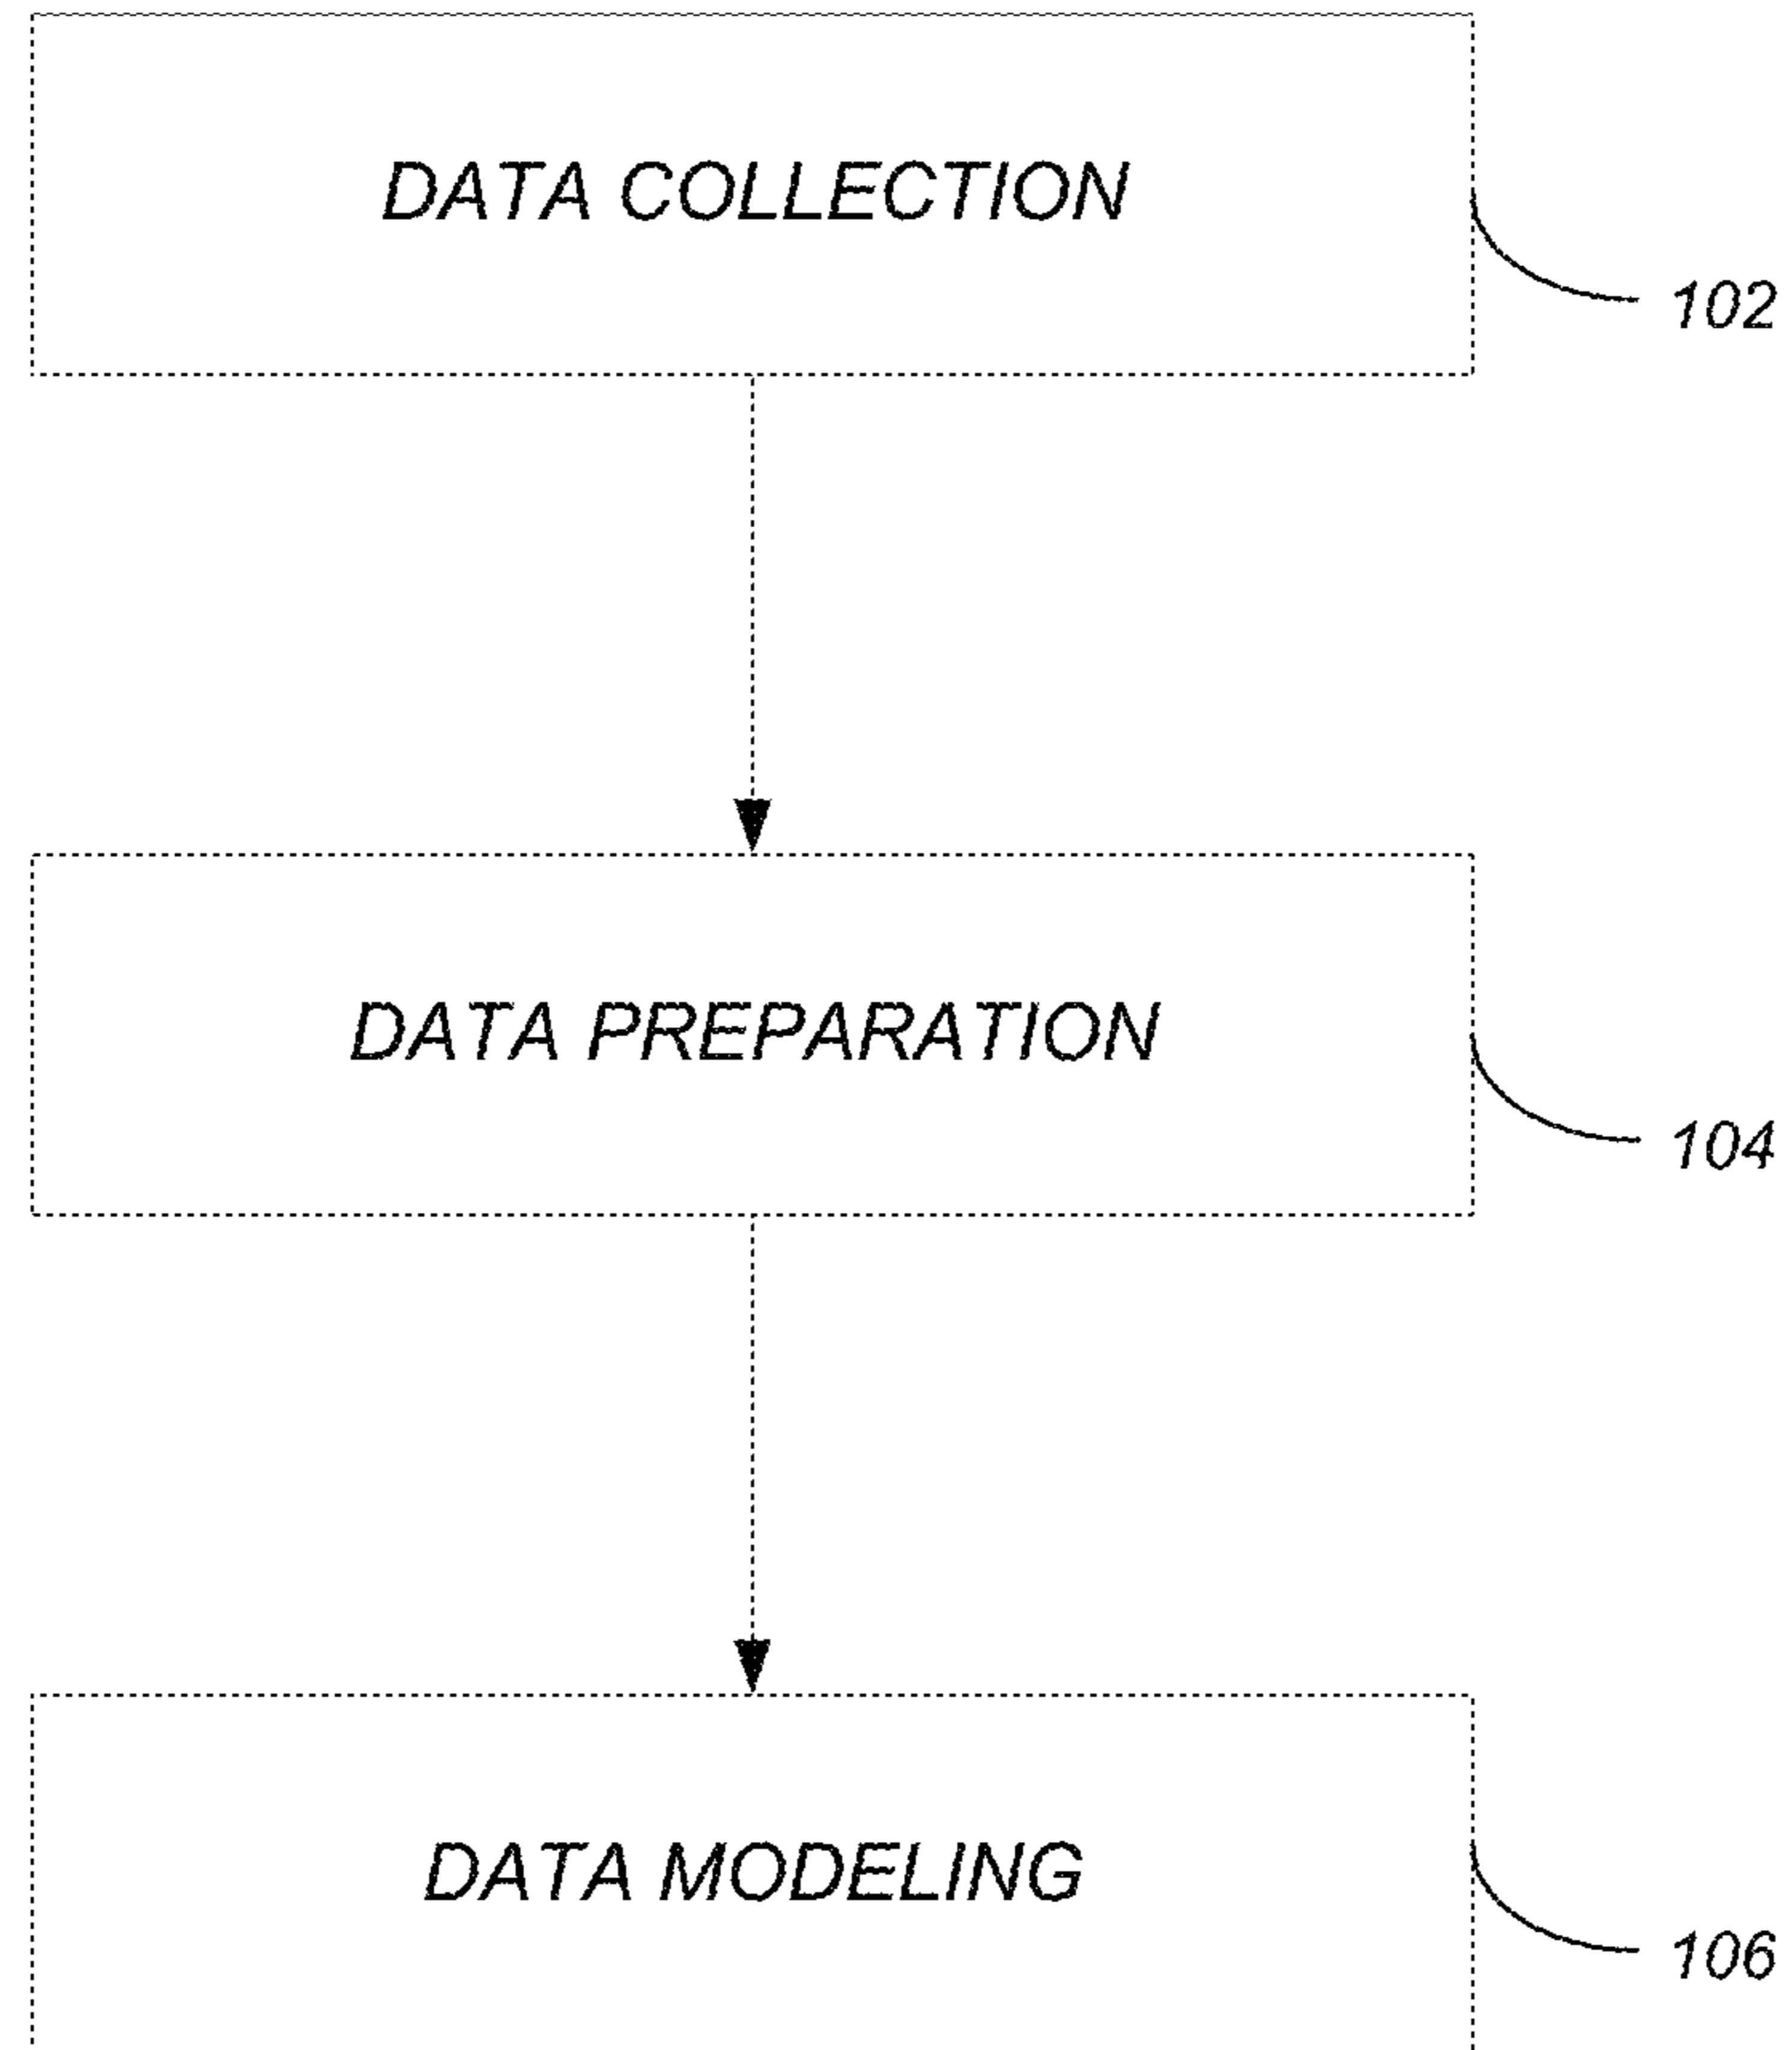 DATA COLLECTION
102
DATA PREPARATION
104
DATA MODELING
106